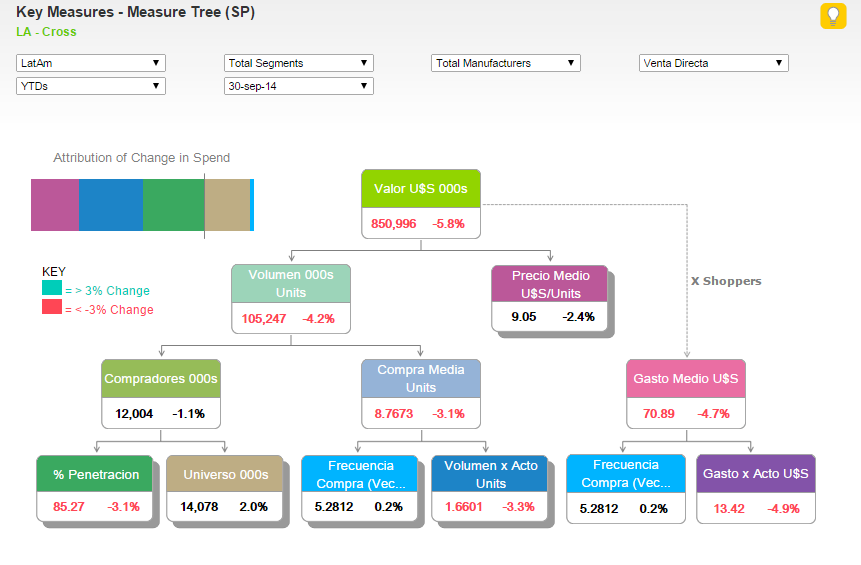 Key Measures - Measure Tree (SP)
LA - Cross
LatAm
Total Segments
Total Manufacturers
Venta Directa
YTDs
30-sep-14
Attribution of Change in Spend
Valor U$S 000s
850,996 -5.8%
KEY
= > 3% Change
= < -3% Change
Volumen 000s
Units
105,247 -4.2%
Precio Medio
U$S/Units
9.05 -2.4%
X Shoppers
Compradores 000s
12,004 -1.1%
Compra Media
Units
8.7673 -3.1%
Gasto Medio U$S
70.89 -4.7%
% Penetracion
85.27 -3.1%
Universo 000s
14,078 2.0%
Frecuencia
Compra (Vec...
5.2812 0.2%
Volumen x Acto
Units
1.6601 -3.3%
Frecuencia
Compra (Vec...
5.2812 0.2%
Gasto x Acto U$S
13.42 -4.9%